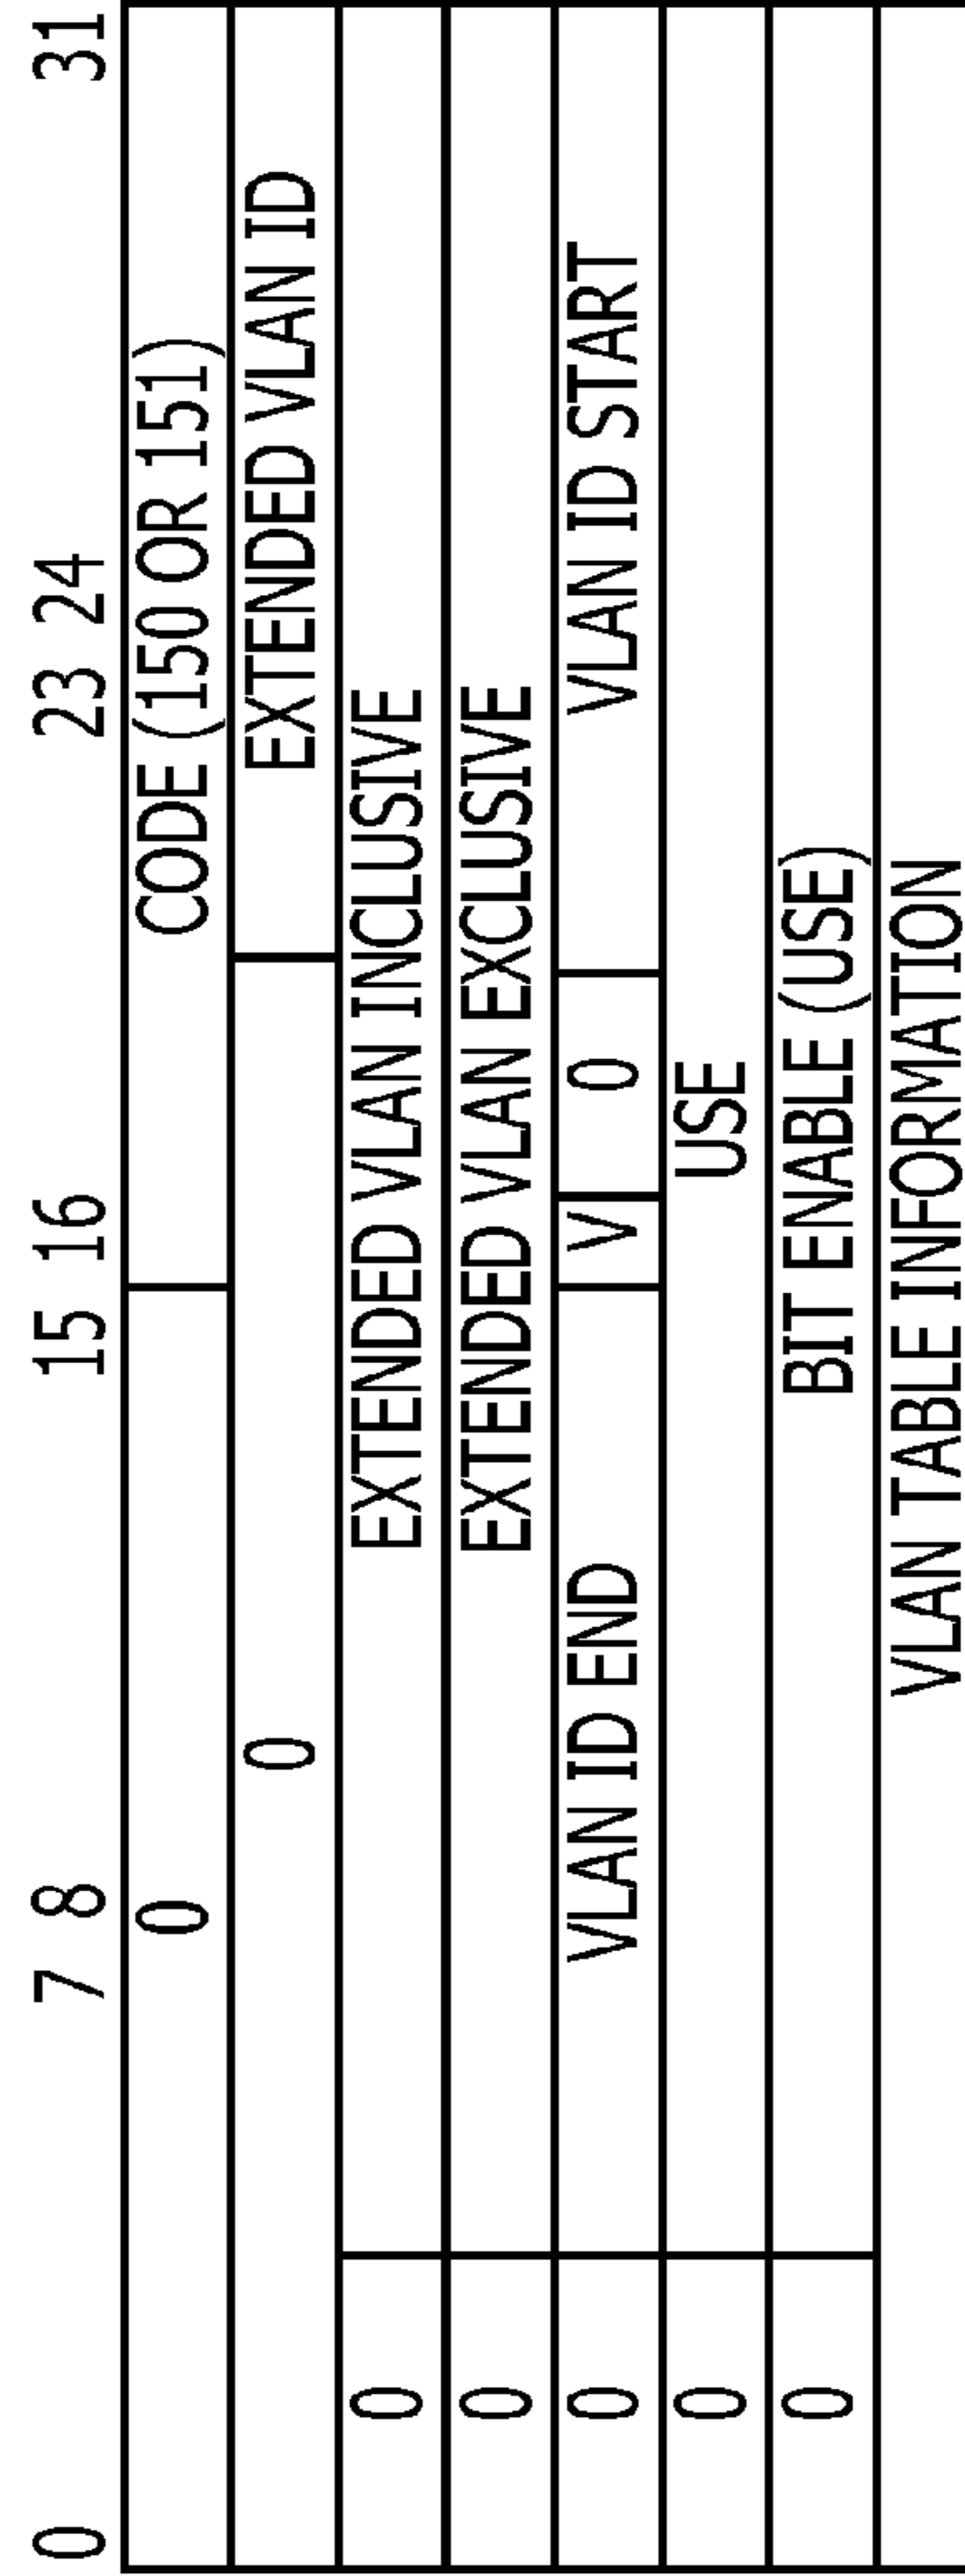 0 7 8 15 16 23 24 31
0 CODE (150 OR 151)
0 EXTENDED VLAN ID
0 EXTENDED VLAN INCLUSIVE
0 EXTENDED VLAN EXCLUSIVE
0 VLAN ID END V 0 VLAN ID START
0 USE
0 BIT ENABLE (USE)
VLAN TABLE INFORMATION